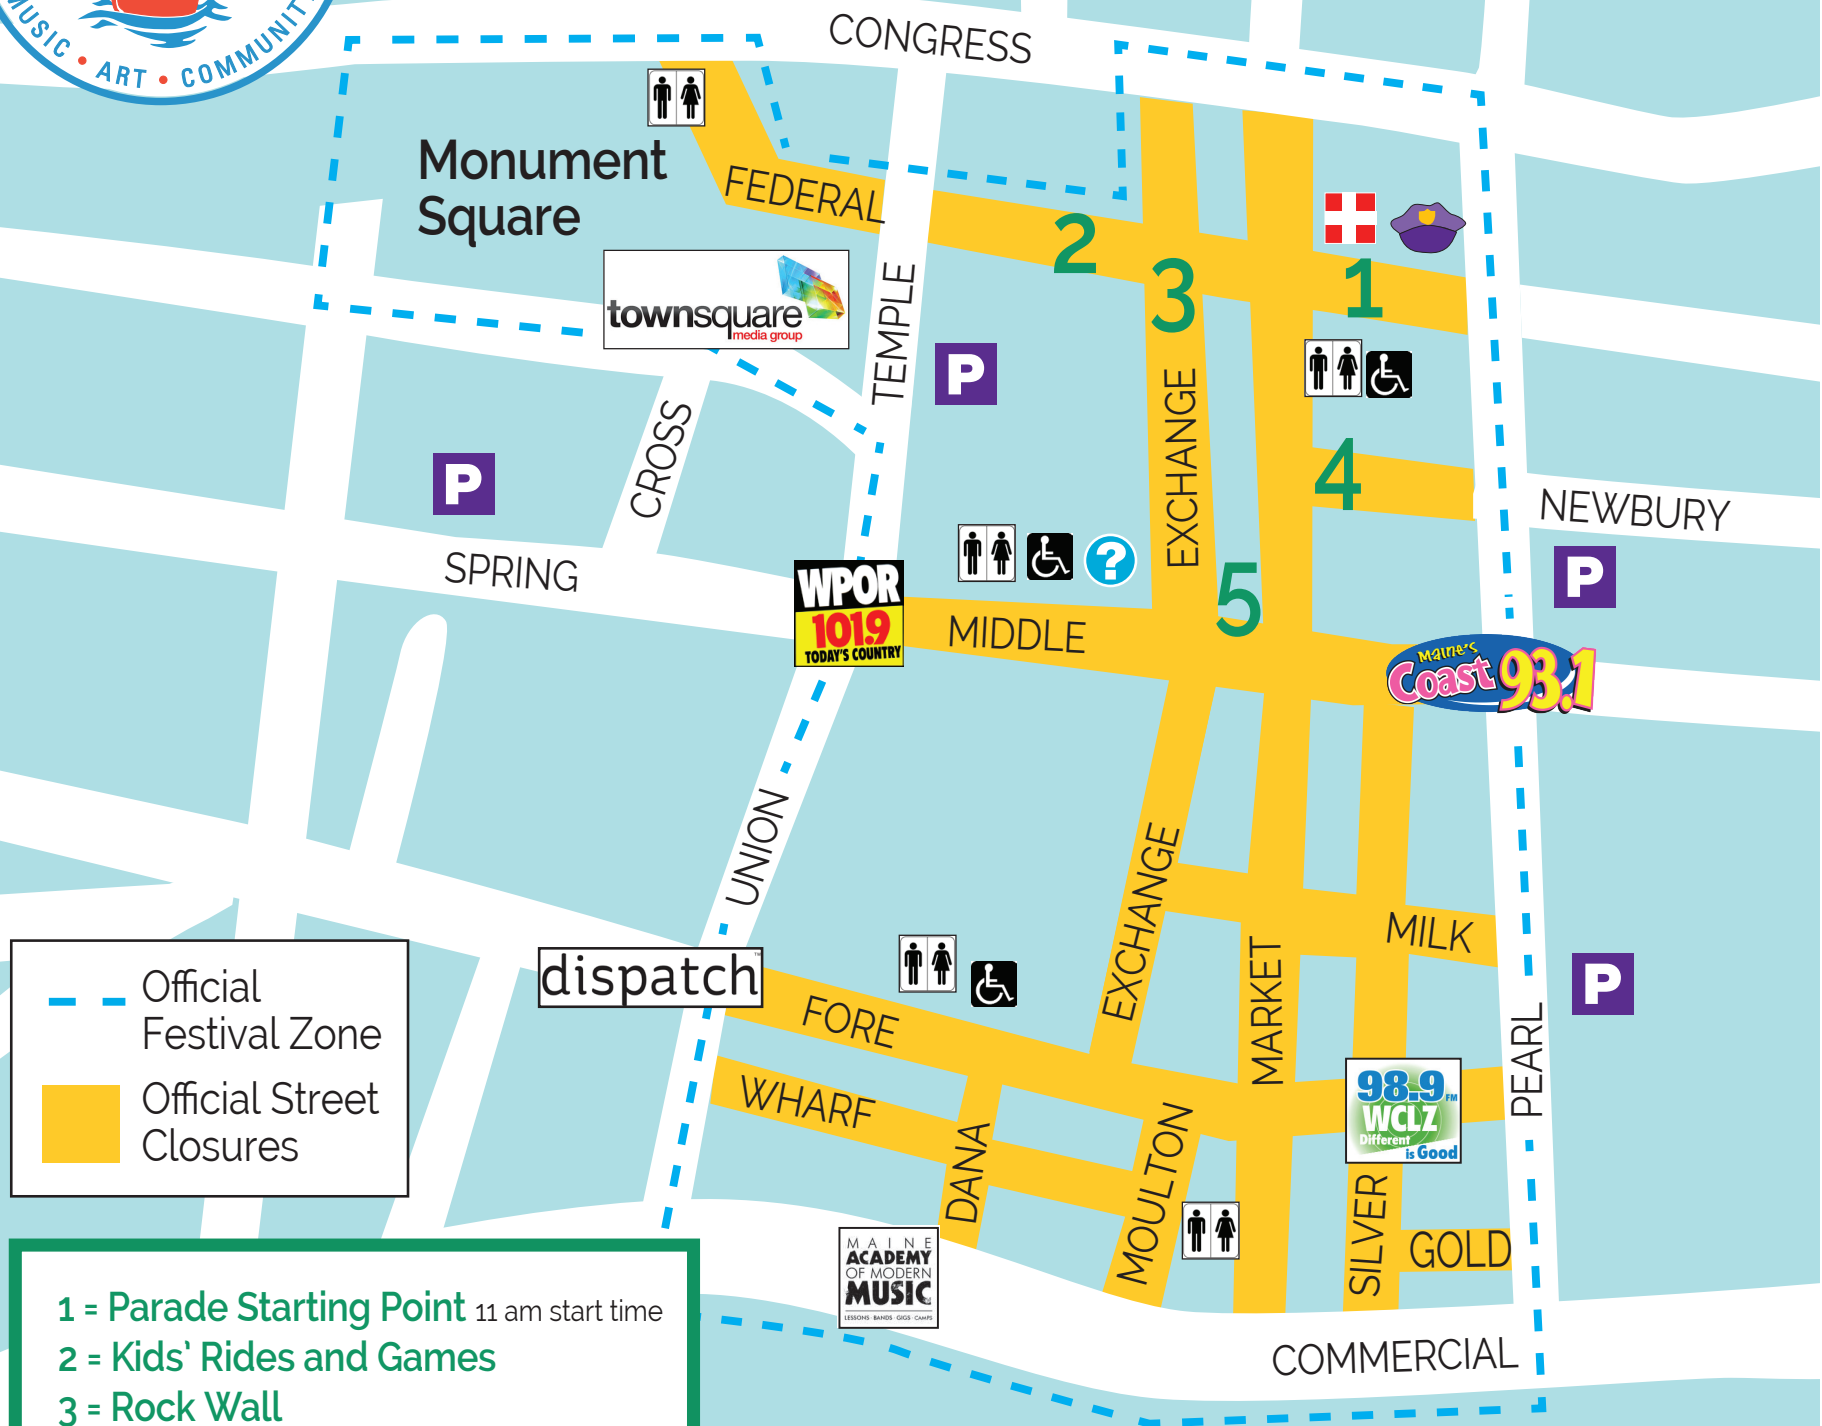 MUSIC • ART • COMMUNITY
CONGRESS
Monument
Square
FEDERAL
2
3
1
townsquare
media group
TEMPLE
P
EXCHANGE
CROSS
P
4
NEWBURY
SPRING
?
P
5
WPOR
101.9
TODAY'S COUNTRY
MIDDLE
Maine's
Coast 93.1
UNION
EXCHANGE
MILK
MARKET
dispatch
P
FORE
PEARL
WHARF
DANA
MOULTON
98.9 FM
WCLZ
Different
is Good
SILVER
GOLD
Official
Festival Zone
Official Street
Closures
MAINE
ACADEMY
OF MODERN
MUSIC
LESSONS · BANDS · GIGS · CAMPS
COMMERCIAL
1 = Parade Starting Point 11 am start time
2 = Kids' Rides and Games
3 = Rock Wall